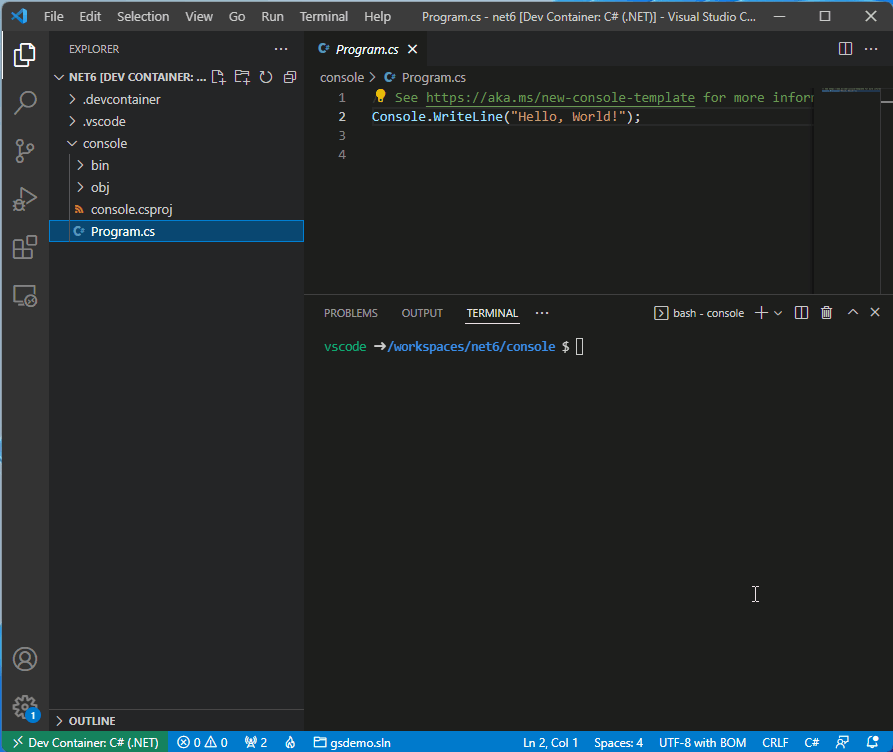 File Edit Selection View Go Run Terminal Help Program.cs - net6 [Dev Container: C# (.NET)] - Visual Studio C...
EXPLORER
NET6 [DEV CONTAINER: ...
.devcontainer
.vscode
console
bin
obj
console.csproj
C# Program.cs
OUTLINE
C# Program.cs
console > C# Program.cs
1 See https://aka.ms/new-console-template for more infor
2 Console.WriteLine("Hello, World!");
3
4
PROBLEMS OUTPUT TERMINAL ... bash - console
vscode ➜/workspaces/net6/console $
1
Dev Container: C# (.NET) 0 0 2 gsdemo.sln Ln 2, Col 1 Spaces: 4 UTF-8 with BOM CRLF C#